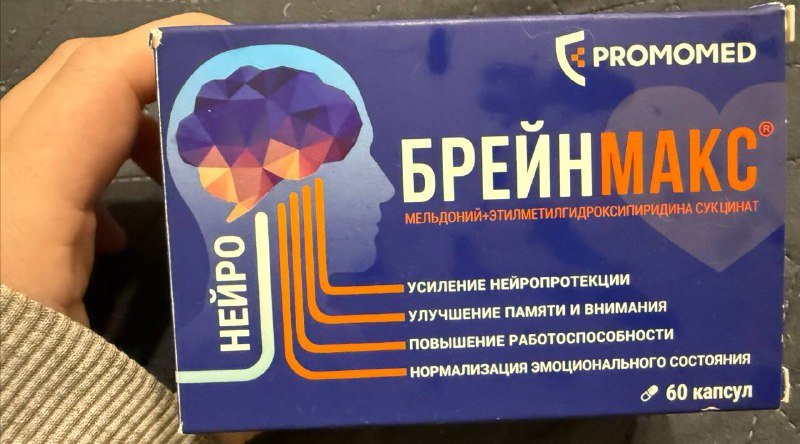 PROMOMED
БРЕЙНМАКС®
МЕЛЬДОНИЙ+ЭТИЛМЕТИЛГИДРОКСИПИРИДИНА СУКЦИНАТ
НЕЙРО
УСИЛЕНИЕ НЕЙРОПРОТЕКЦИИ
УЛУЧШЕНИЕ ПАМЯТИ И ВНИМАНИЯ
ПОВЫШЕНИЕ РАБОТОСПОСОБНОСТИ
НОРМАЛИЗАЦИЯ ЭМОЦИОНАЛЬНОГО СОСТОЯНИЯ
60 капсул